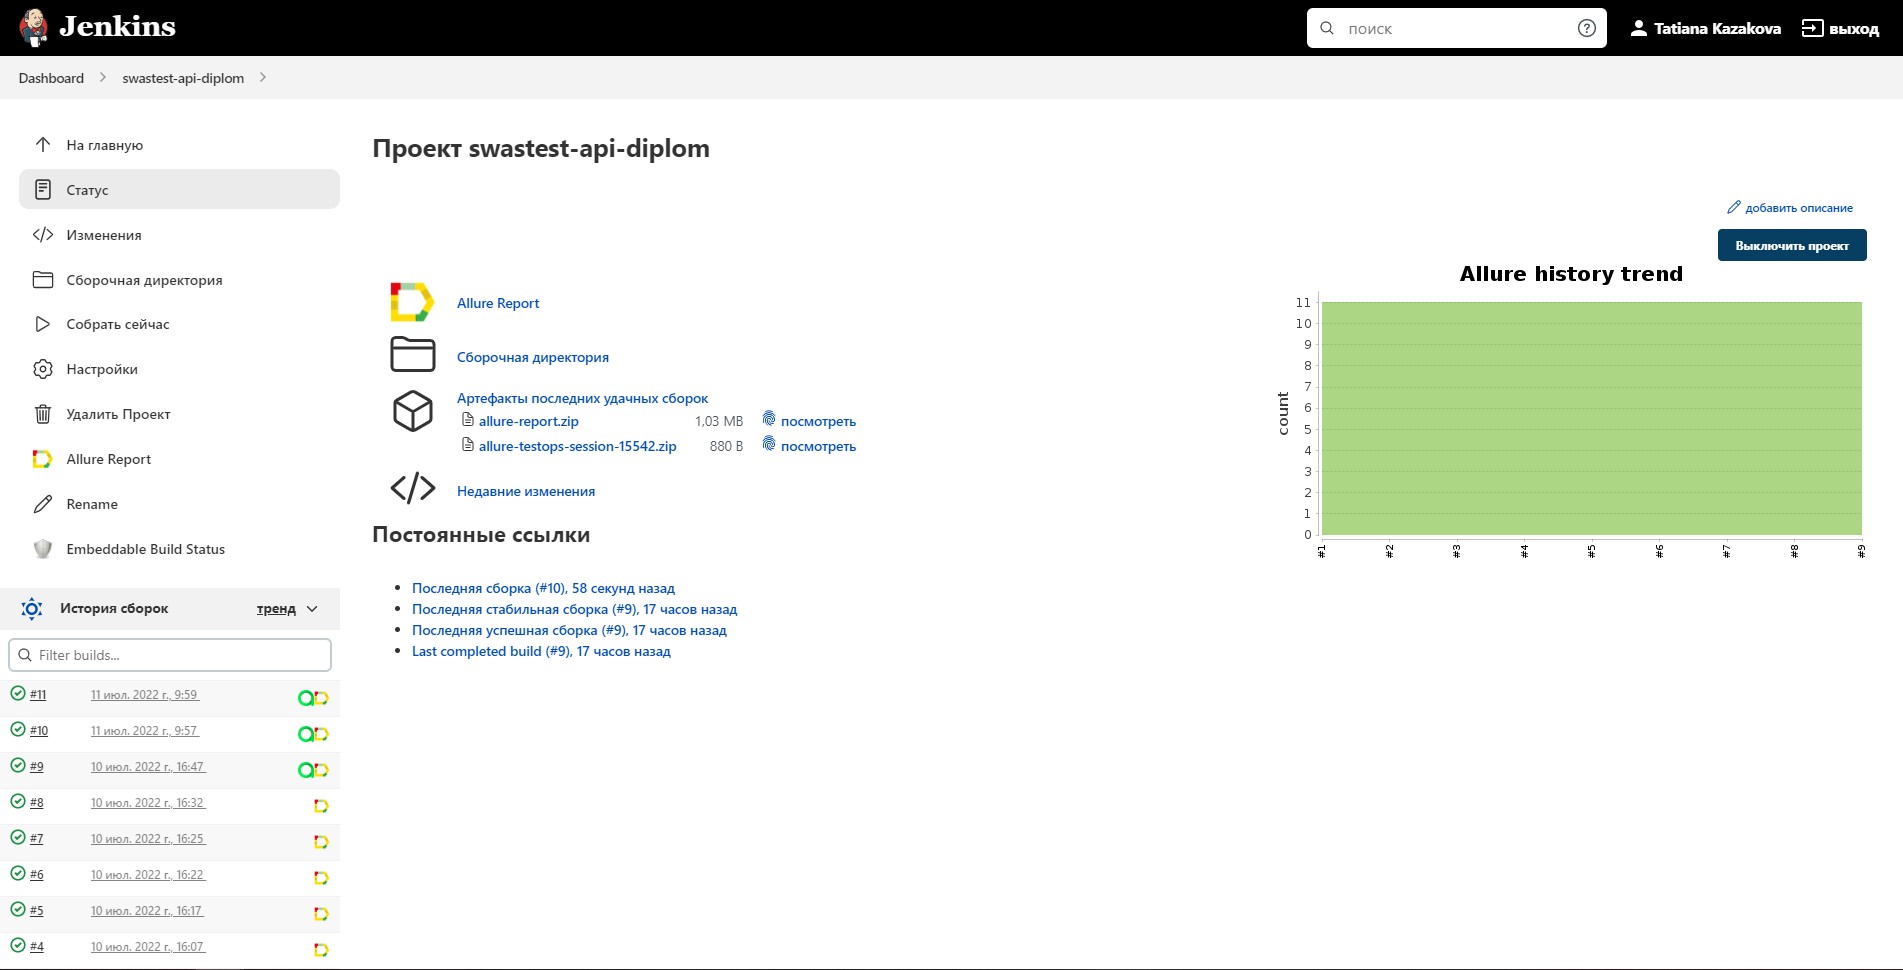 Jenkins
поиск
Tatiana Kazakova
выход
Dashboard
swastest-api-diplom
На главную
Статус
Изменения
Сборочная директория
Собрать сейчас
Настройки
Удалить Проект
Allure Report
Rename
Embeddable Build Status
История сборок
тренд
Filter builds...
#11 11 июл. 2022 г., 9:59
#10 11 июл. 2022 г., 9:57
#9 10 июл. 2022 г., 16:47
#8 10 июл. 2022 г., 16:32
#7 10 июл. 2022 г., 16:25
#6 10 июл. 2022 г., 16:22
#5 10 июл. 2022 г., 16:17
#4 10 июл. 2022 г., 16:07
Проект swastest-api-diplom
добавить описание
Выключить проект
Allure Report
Сборочная директория
Артефакты последних удачных сборок
allure-report.zip 1,03 MB посмотреть
allure-testops-session-15542.zip 880 B посмотреть
Недавние изменения
Постоянные ссылки
Последняя сборка (#10), 58 секунд назад
Последняя стабильная сборка (#9), 17 часов назад
Последняя успешная сборка (#9), 17 часов назад
Last completed build (#9), 17 часов назад
Allure history trend
count
11
10
9
8
7
6
5
4
3
2
1
0
#1 #2 #3 #4 #5 #6 #7 #8 #9